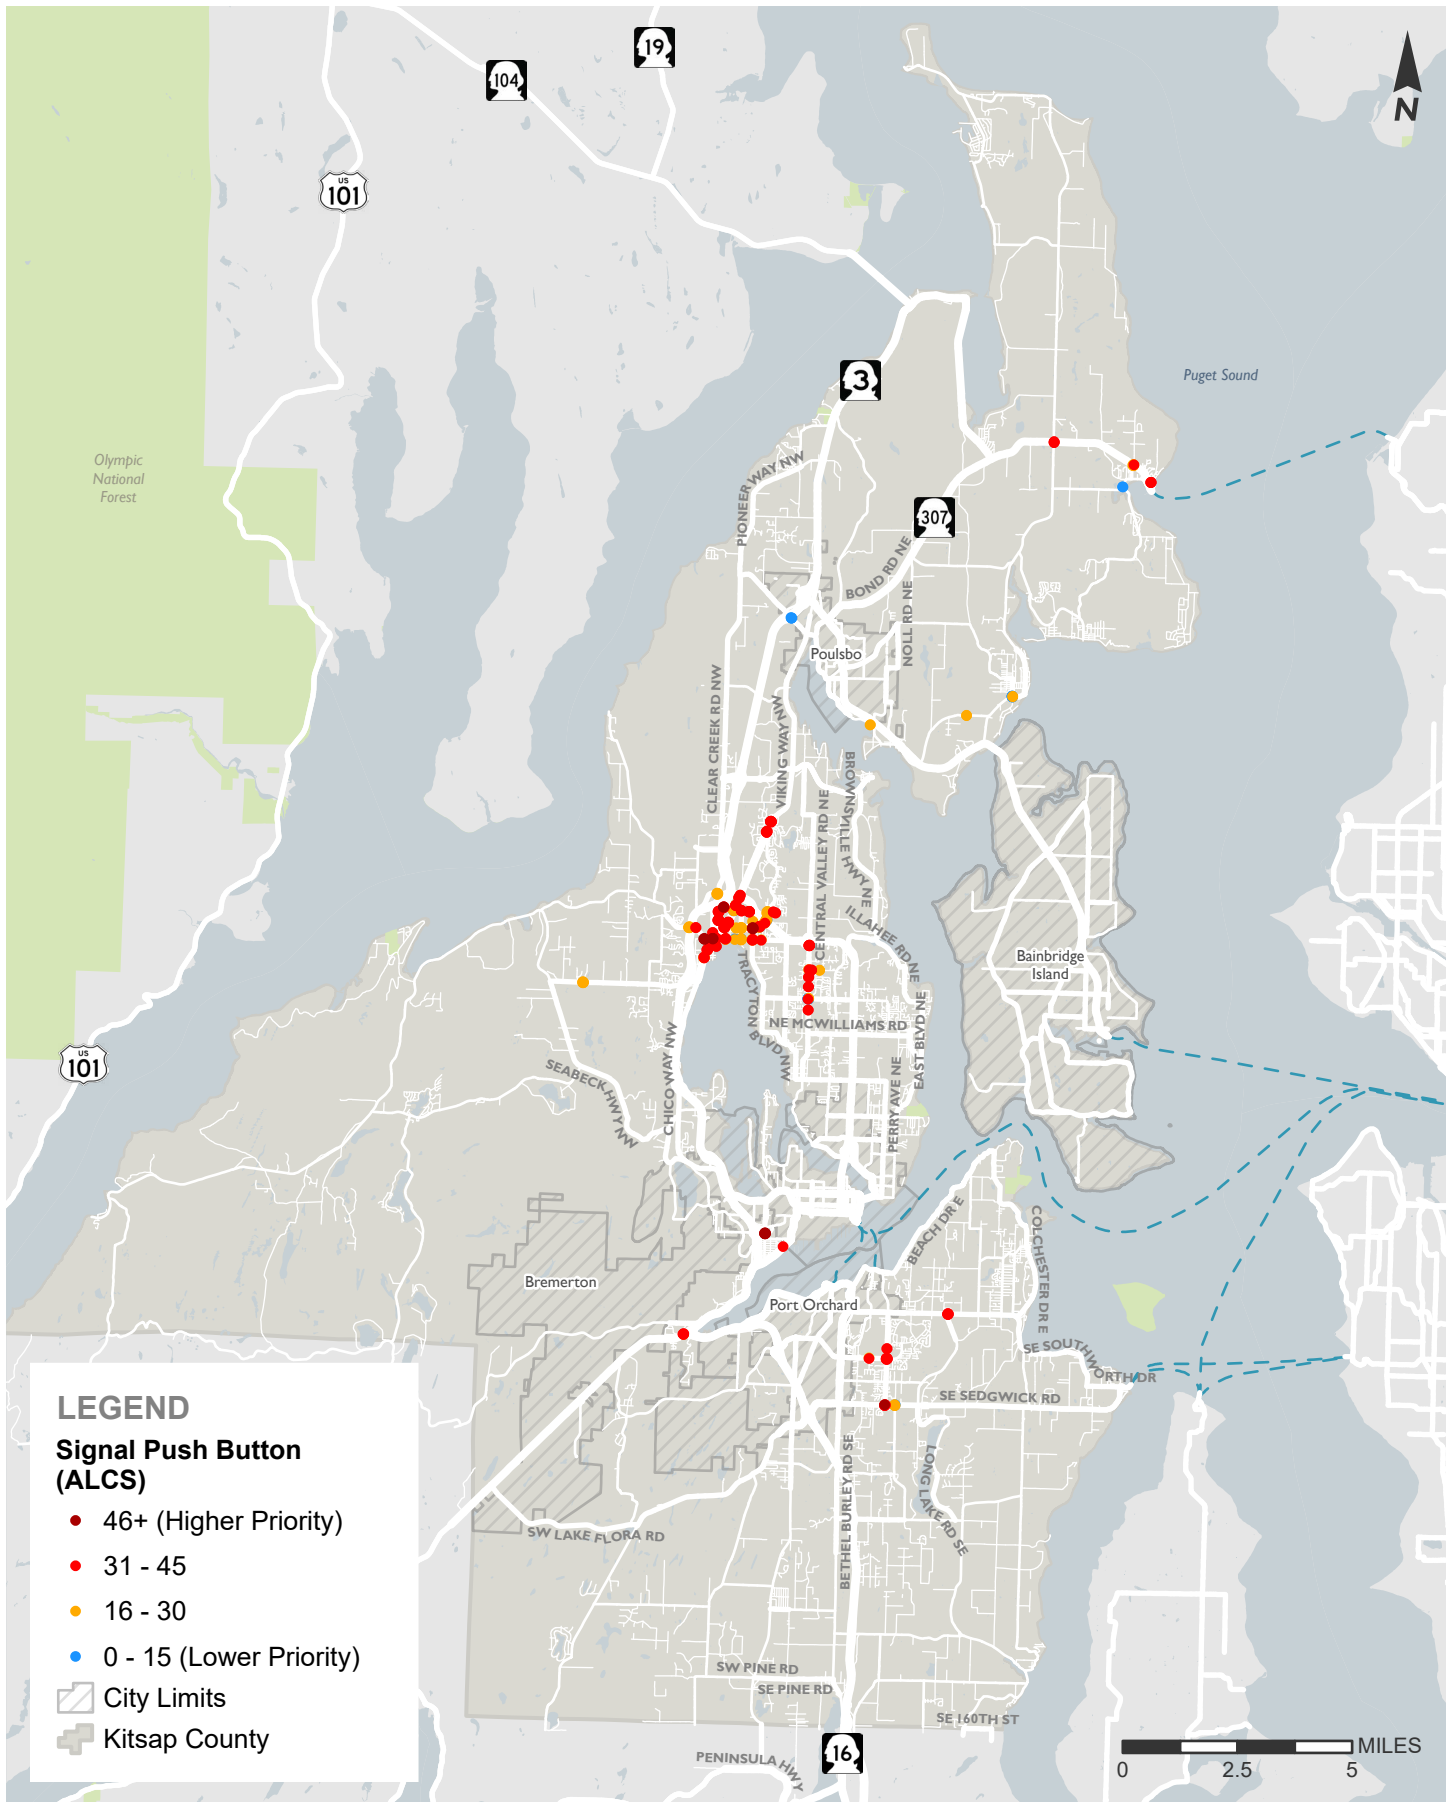 19
104
N
US
101
3
Puget Sound
Olympic
National
Forest
PIONEER WAY NW
307
BOND RD NE
NOLL RD NE
Poulsbo
CLEAR CREEK RD NW
VIKING WAY NW
BROWNSVILLE HWY NE
CENTRAL VALLEY RD NE
ILLAHEE RD NE
Bainbridge
Island
TRACYTON BLVD NW
NE MCWILLIAMS RD
EAST BLVD NE
US
101
SEABECK HWY NW
CHICO WAY NW
PERRY AVE NE
BEACH DR E
COLCHESTER DR E
Bremerton
Port Orchard
SE SOUTHWORTH DR
SE SEDGWICK RD
LEGEND
Signal Push Button
(ALCS)
46+ (Higher Priority)
31 - 45
16 - 30
0 - 15 (Lower Priority)
City Limits
Kitsap County
BETHEL BURLEY RD SE
LONG LAKE RD SE
SW LAKE FLORA RD
SW PINE RD
SE PINE RD
SE 160TH ST
PENINSULA HWY
16
MILES
0 2.5 5